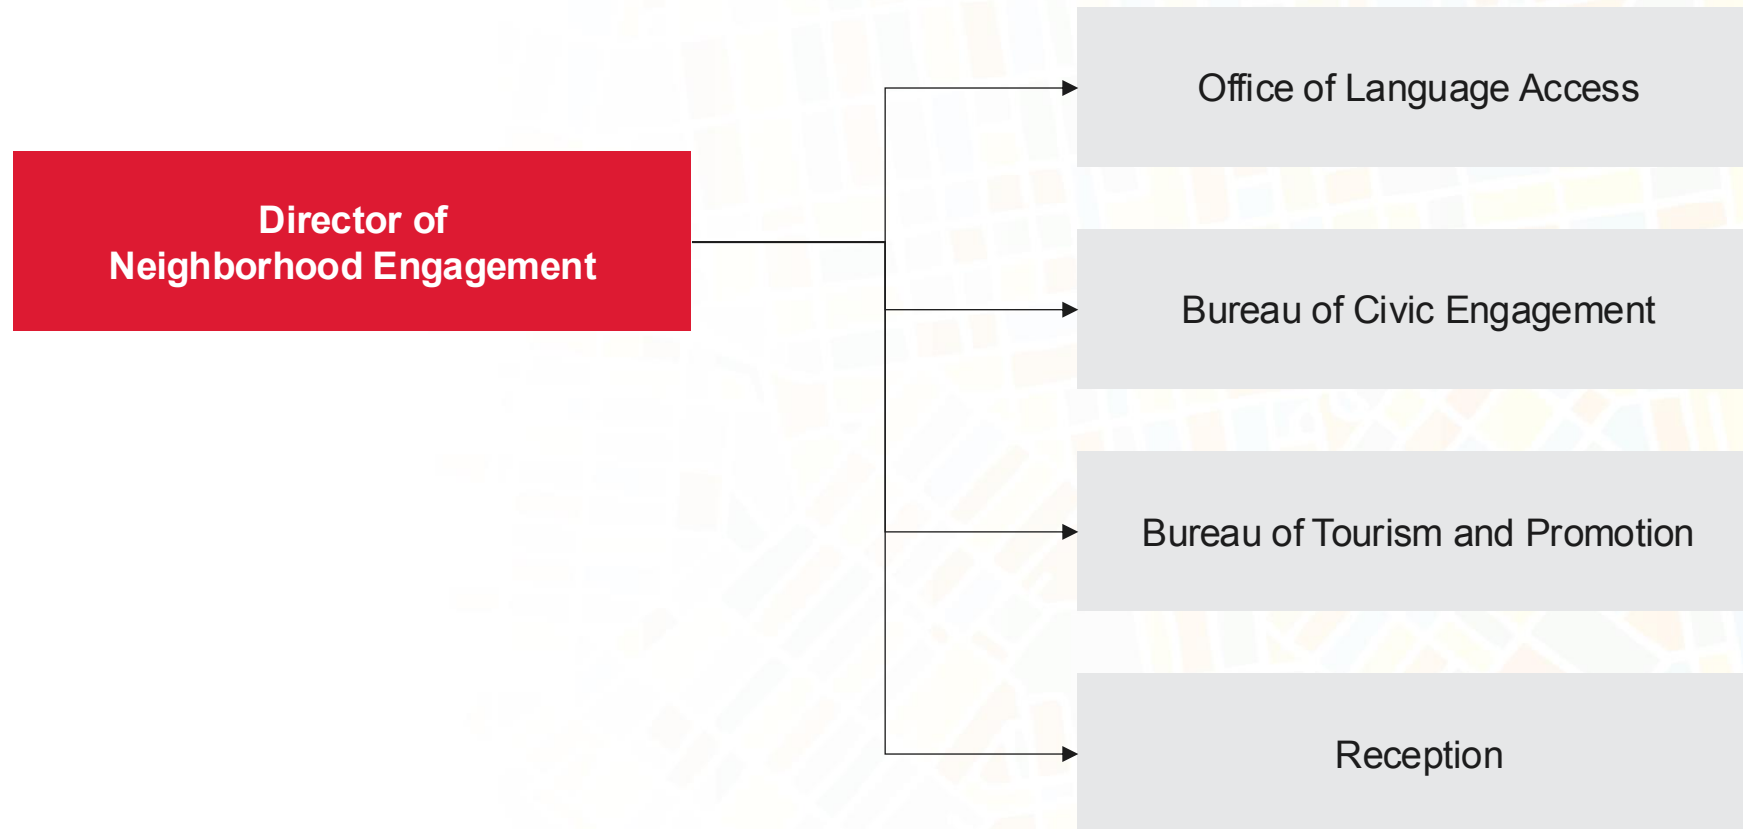 Director of
Neighborhood Engagement
Office of Language Access
Bureau of Civic Engagement
Bureau of Tourism and Promotion
Reception